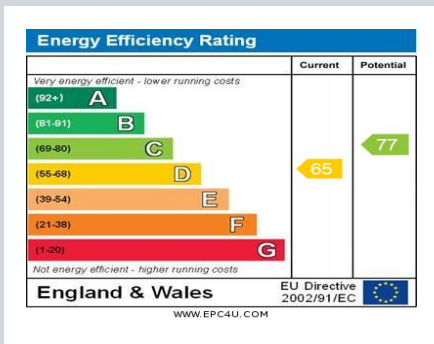 Energy Efficiency Rating
Current Potential
Very energy efficient - lower running costs
(92+) A
(81-91) B
(69-80) C
77
(55-68) D
65
(39-54) E
(21-38) F
(1-20) G
Not energy efficient - higher running costs
England & Wales
EU Directive
2002/91/EC
WWW.EPC4U.COM